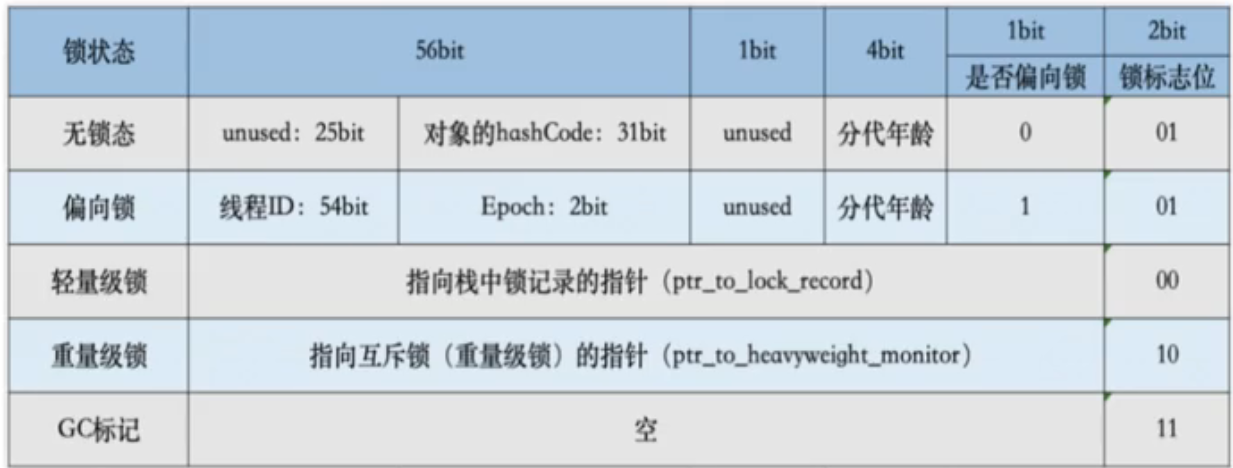 锁状态 56bit 1bit 4bit 1bit 2bit
是否偏向锁 锁标志位
无锁态 unused: 25bit 对象的hashCode: 31bit unused 分代年龄 0 01
偏向锁 线程ID: 54bit Epoch: 2bit unused 分代年龄 1 01
轻量级锁 指向栈中锁记录的指针（ptr_to_lock_record） 00
重量级锁 指向互斥锁（重量级锁）的指针（ptr_to_heavyweight_monitor） 10
GC标记 空 11